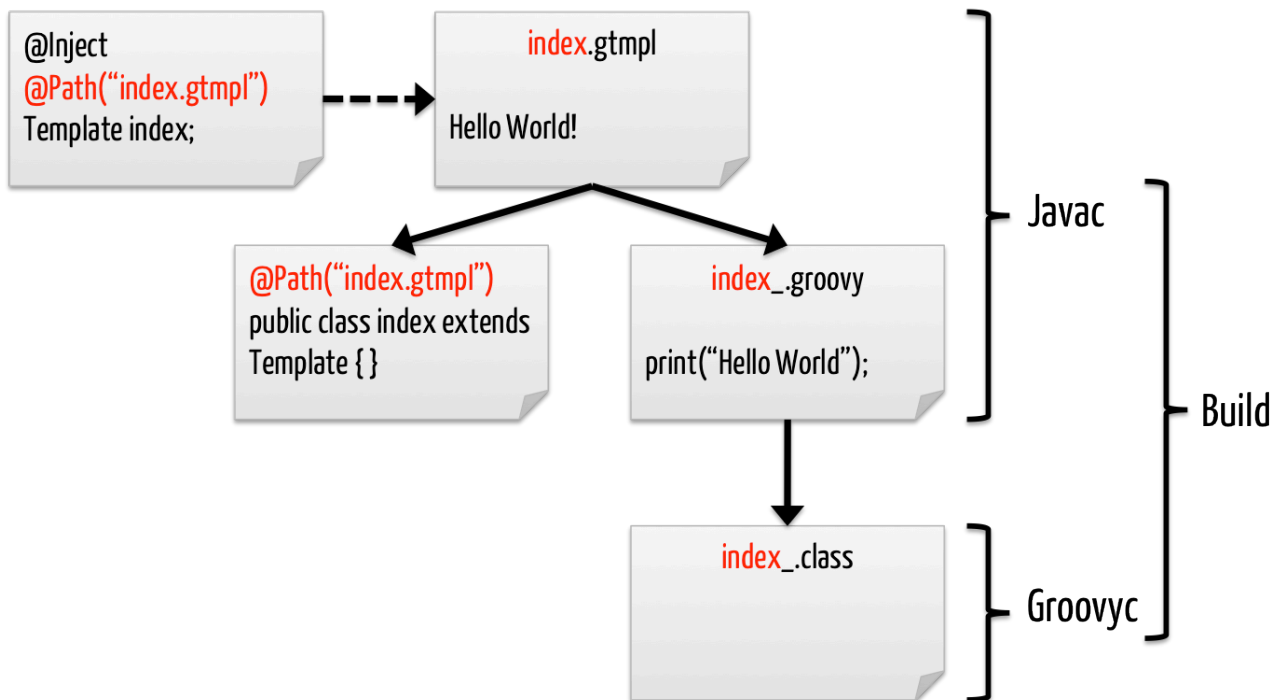 @Inject
@Path(“index.gtmpl”)
Template index;
index.gtmpl
Hello World!
@Path(“index.gtmpl”)
public class index extends
Template { }
index_.groovy
print(“Hello World”);
Javac
Build
index_.class
Groovyc